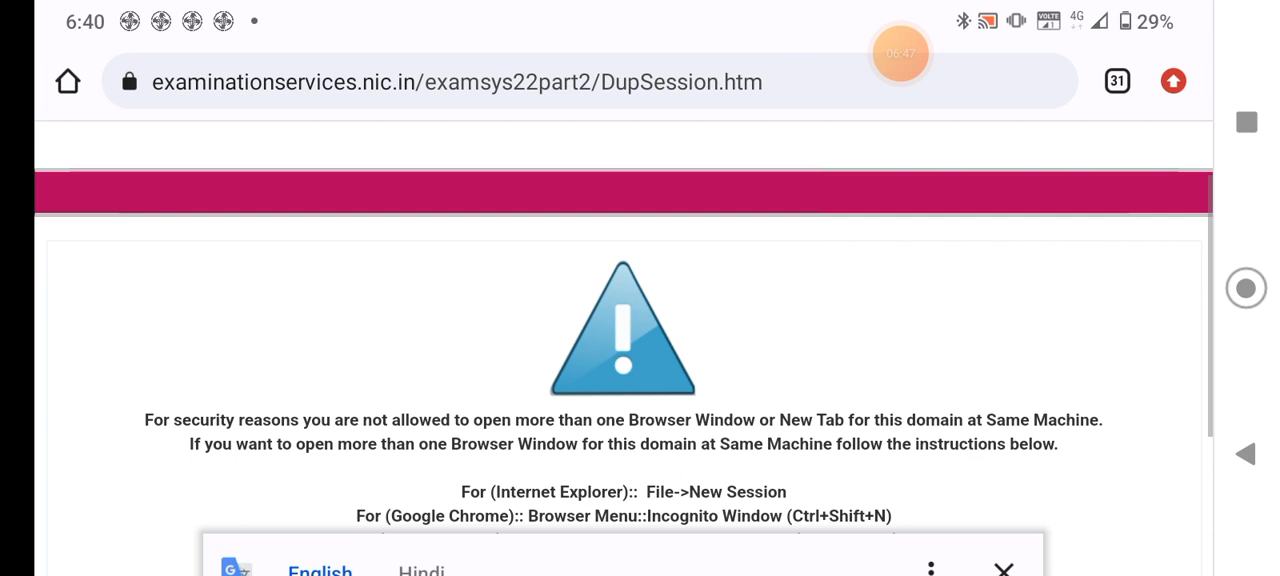 6:40
VOLTE
4G
29%
06:47
examinationservices.nic.in/examsys22part2/DupSession.htm
31
For security reasons you are not allowed to open more than one Browser Window or New Tab for this domain at Same Machine.
If you want to open more than one Browser Window for this domain at Same Machine follow the instructions below.
For (Internet Explorer):: File->New Session
For (Google Chrome):: Browser Menu::Incognito Window (Ctrl+Shift+N)
G
English Hindi